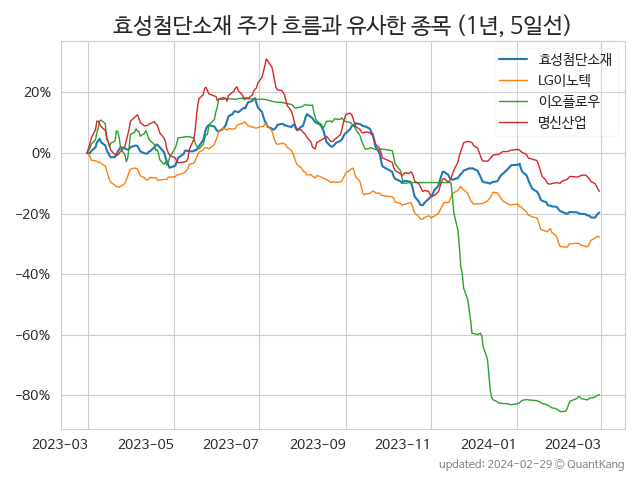 효성첨단소재 주가 흐름과 유사한 종목 (1년, 5일선)
효성첨단소재
LG이노텍
이오플로우
명신산업
20%
0%
−20%
−40%
−60%
−80%
2023-03 2023-05 2023-07 2023-09 2023-11 2024-01 2024-03
updated: 2024-02-29 © QuantKang